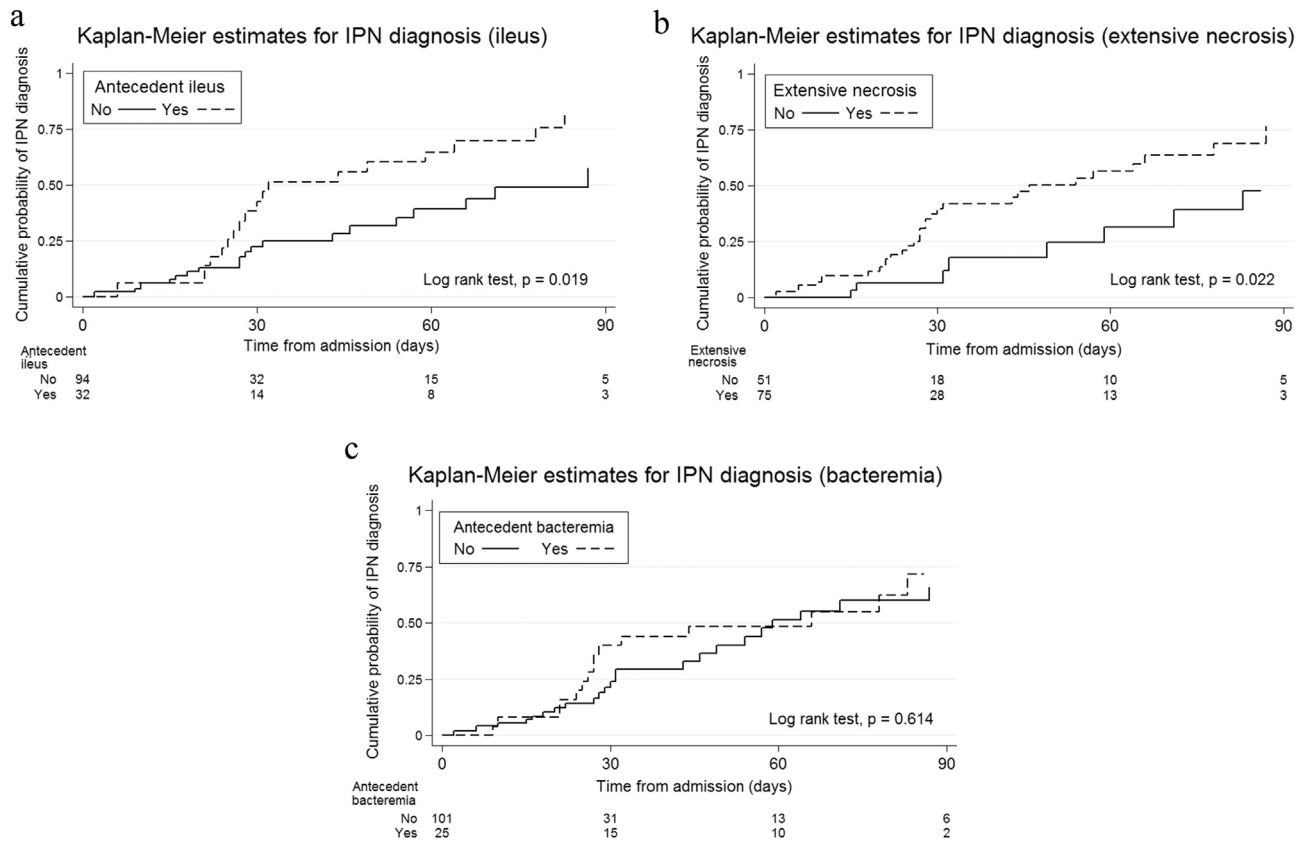 a
Kaplan-Meier estimates for IPN diagnosis (ileus)
Cumulative probability of IPN diagnosis
1
0.75
0.50
0.25
0
Antecedent ileus
No Yes
Log rank test, p = 0.019
0 30 60 90
Time from admission (days)
Antecedent
ileus
No 94 32 15 5
Yes 32 14 8 3
b
Kaplan-Meier estimates for IPN diagnosis (extensive necrosis)
Cumulative probability of IPN diagnosis
1
0.75
0.50
0.25
0
Extensive necrosis
No Yes
Log rank test, p = 0.022
0 30 60 90
Time from admission (days)
Extensive
necrosis
No 51 18 10 5
Yes 75 28 13 3
c
Kaplan-Meier estimates for IPN diagnosis (bacteremia)
Cumulative probability of IPN diagnosis
1
0.75
0.50
0.25
0
Antecedent bacteremia
No Yes
Log rank test, p = 0.614
0 30 60 90
Time from admission (days)
Antecedent
bacteremia
No 101 31 13 6
Yes 25 15 10 2